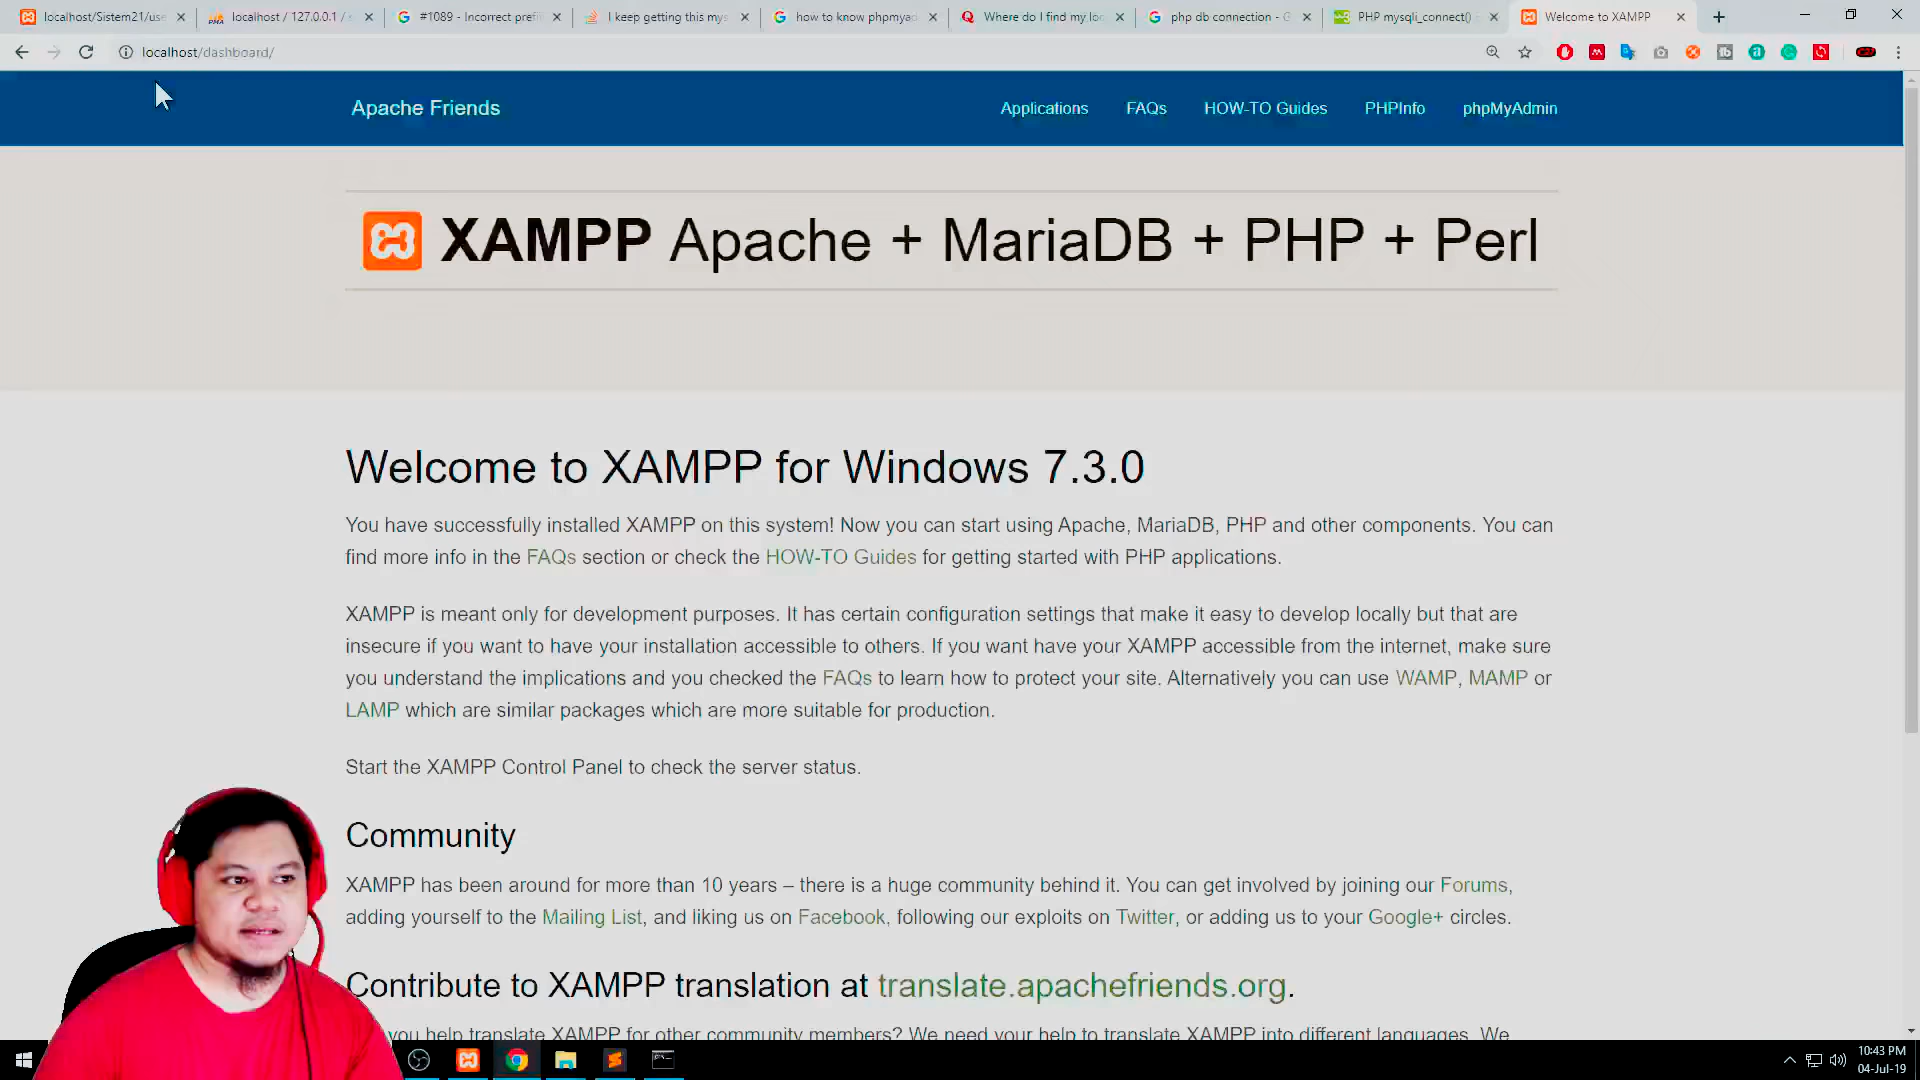 localhost/Sistem21/use
localhost / 127.0.0.1 /
#1089 - Incorrect prefi
I keep getting this mys
how to know phpmyad
Where do I find my loc
php db connection - G
PHP mysqli_connect()
Welcome to XAMPP
localhost/dashboard/
Apache Friends
Applications
FAQs
HOW-TO Guides
PHPInfo
phpMyAdmin
XAMPP Apache + MariaDB + PHP + Perl
Welcome to XAMPP for Windows 7.3.0
You have successfully installed XAMPP on this system! Now you can start using Apache, MariaDB, PHP and other components. You can
find more info in the FAQs section or check the HOW-TO Guides for getting started with PHP applications.
XAMPP is meant only for development purposes. It has certain configuration settings that make it easy to develop locally but that are
insecure if you want to have your installation accessible to others. If you want have your XAMPP accessible from the internet, make sure
you understand the implications and you checked the FAQs to learn how to protect your site. Alternatively you can use WAMP, MAMP or
LAMP which are similar packages which are more suitable for production.
Start the XAMPP Control Panel to check the server status.
Community
XAMPP has been around for more than 10 years – there is a huge community behind it. You can get involved by joining our Forums,
adding yourself to the Mailing List, and liking us on Facebook, following our exploits on Twitter, or adding us to your Google+ circles.
Contribute to XAMPP translation at translate.apachefriends.org.
you help translate XAMPP for other community members? We need your help to translate XAMPP into different languages. We
10:43 PM
04-Jul-19